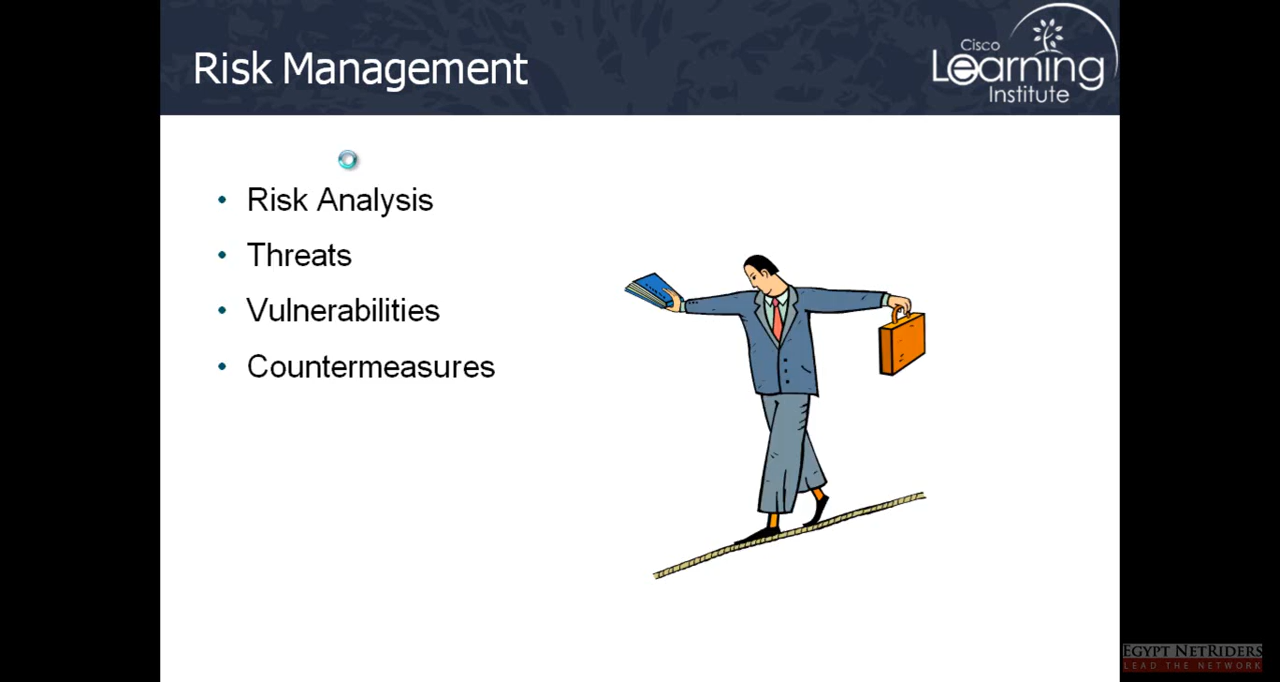 Risk Management
Cisco
Learning
Institute
• Risk Analysis
• Threats
• Vulnerabilities
• Countermeasures
EGYPT NETRIDERS
LEAD THE NETWORK